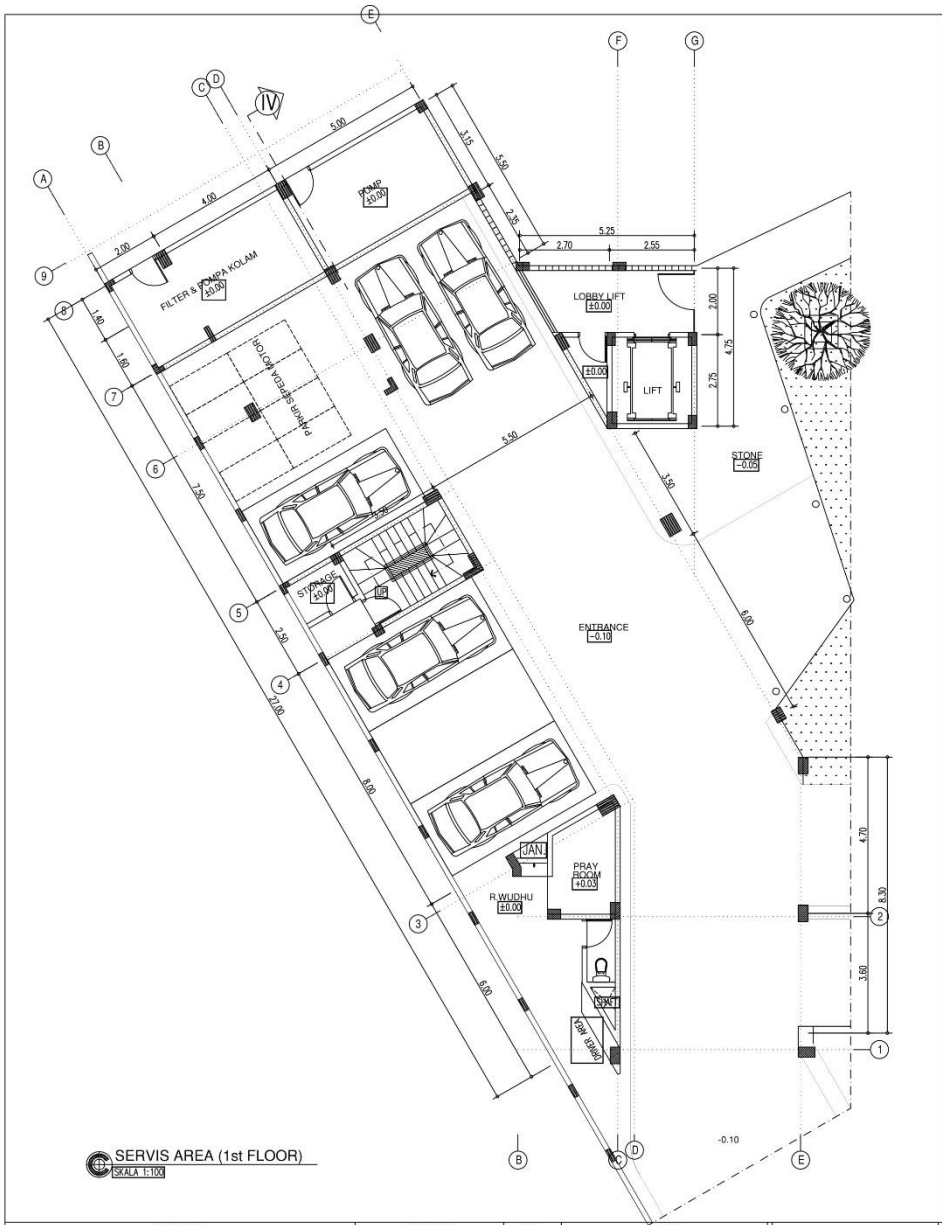 E
F
G
D
C
IV
B
A
5.00
3.15
5.50
4.00
2.35
PUMP
±0.00
2.00
FILTER & POMPA KOLAM
±0.00
5.25
2.70
2.55
9
8
1.40
1.60
7
LOBBY LIFT
±0.00
2.00
4.75
±0.00
LIFT
2.75
PARKIR SEPEDA MOTOR
6
7.50
5.50
3.50
STONE
-0.05
5.50
STORAGE
±0.00
UP
5
2.50
ENTRANCE
-0.10
6.00
4
27.00
8.00
4.70
8.30
JAN.
PRAY
ROOM
+0.03
R.WUDHU
±0.00
3
2
3.60
6.00
SHAFT
DRIVER AREA
1
-0.10
B
C
D
E
SERVIS AREA (1st FLOOR)
SKALA 1:100